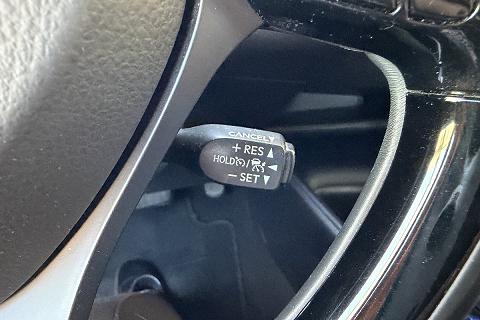 CANCEL
+ RES ▲
HOLD / ◀
− SET ▼